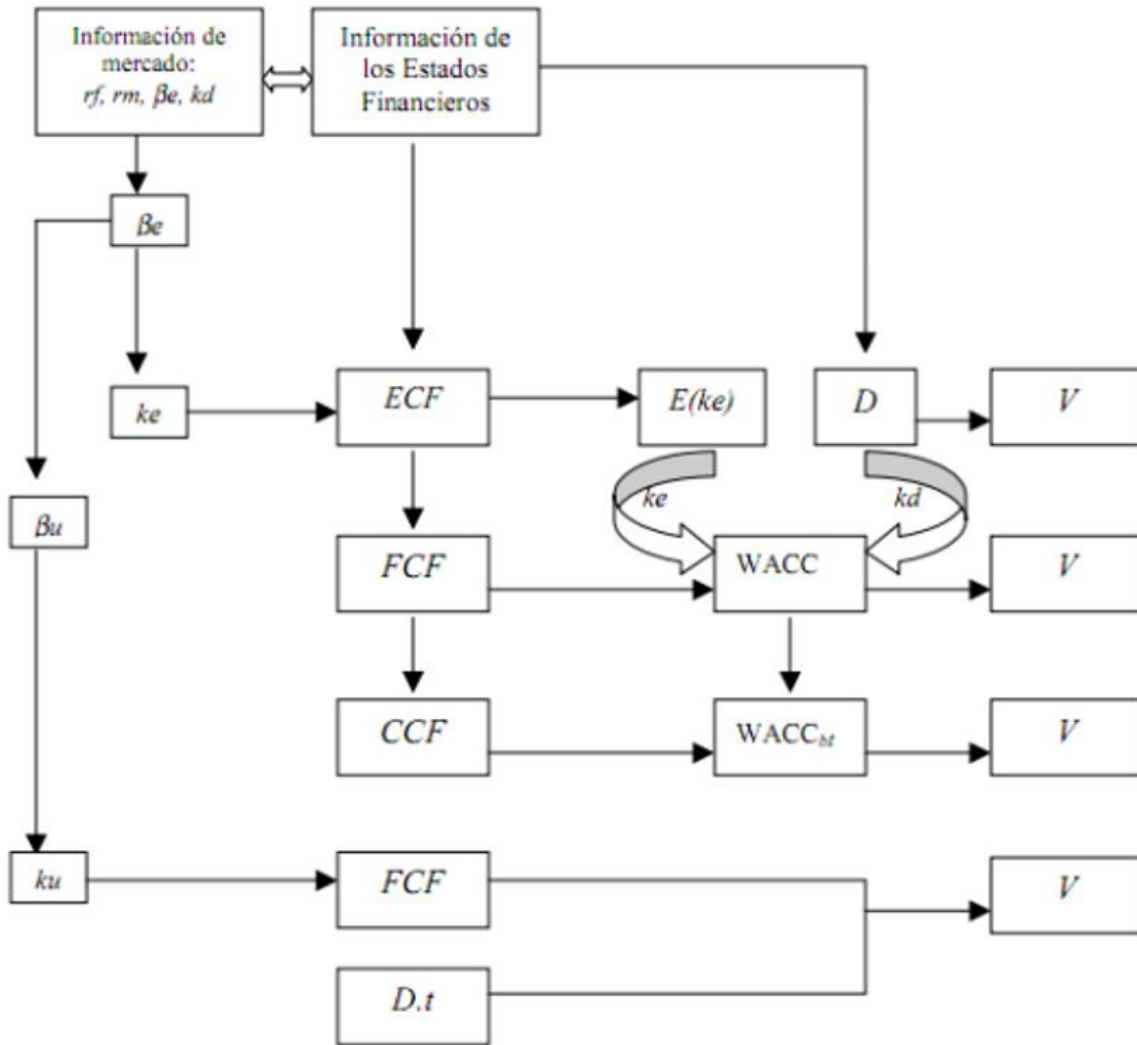 Información de
mercado:
rf, rm, βe, kd
Información de
los Estados
Financieros
βe
ke
ECF
E(ke)
D
V
ke
kd
βu
FCF
WACC
V
CCF
WACCbt
V
ku
FCF
V
D.t